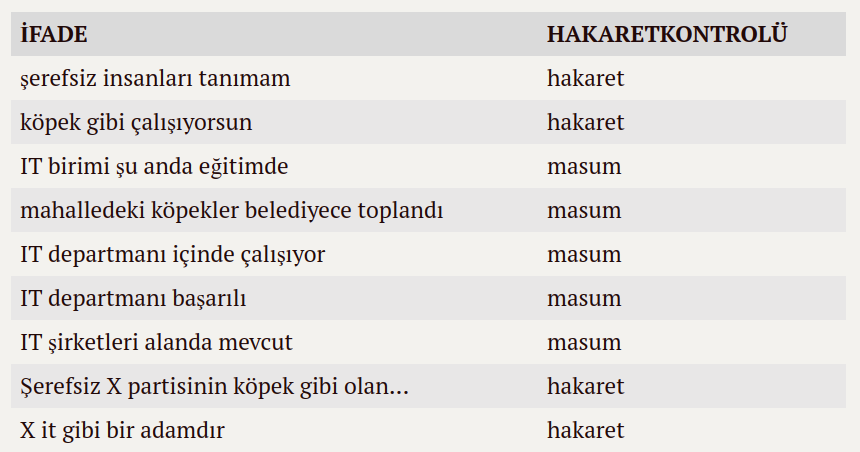 İFADE HAKARETKONTROLÜ
şerefsiz insanları tanımam hakaret
köpek gibi çalışıyorsun hakaret
IT birimi şu anda eğitimde masum
mahalledeki köpekler belediyece toplandı masum
IT departmanı içinde çalışıyor masum
IT departmanı başarılı masum
IT şirketleri alanda mevcut masum
Şerefsiz X partisinin köpek gibi olan... hakaret
X it gibi bir adamdır hakaret